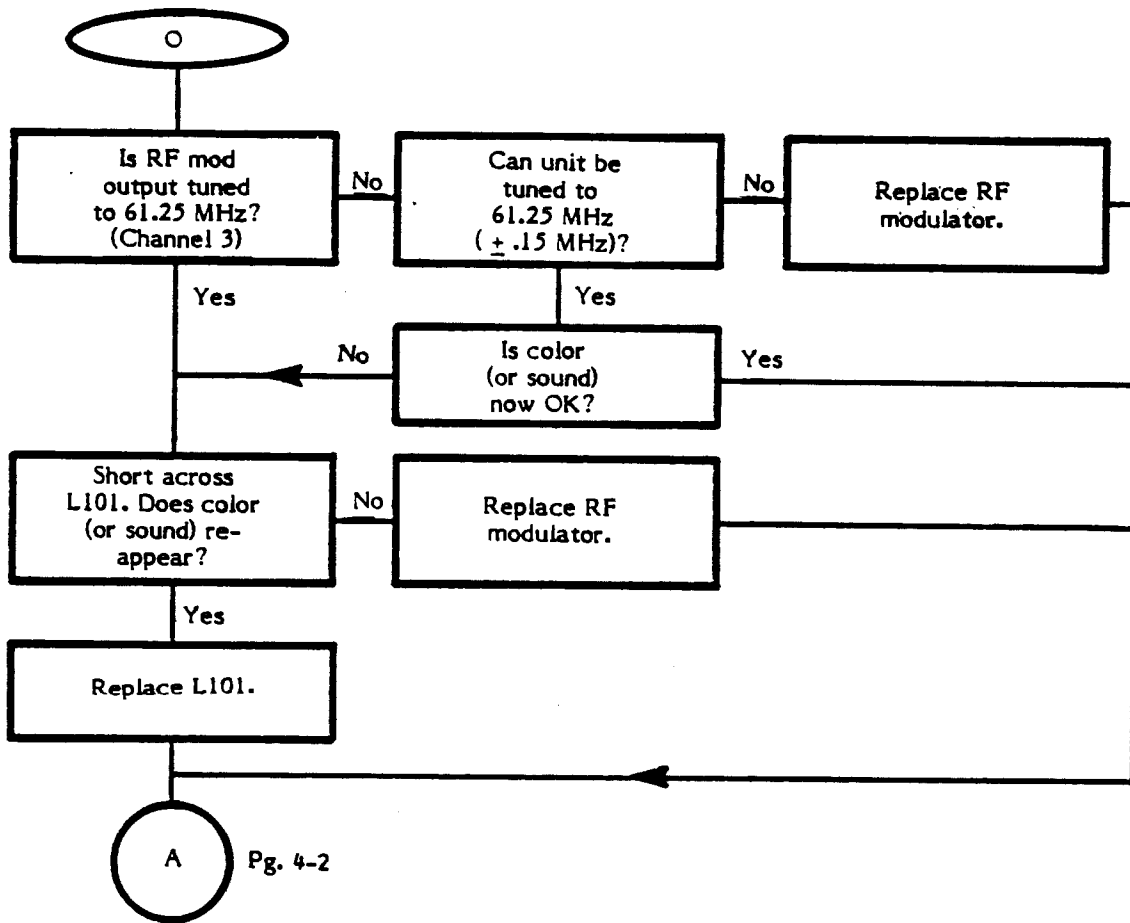 O
Is RF mod
output tuned
to 61.25 MHz?
(Channel 3)
No
Can unit be
tuned to
61.25 MHz
( ± .15 MHz)?
No
Replace RF
modulator.
Yes
Yes
No
Is color
(or sound)
now OK?
Yes
Short across
L101. Does color
(or sound) re-
appear?
No
Replace RF
modulator.
Yes
Replace L101.
A
Pg. 4-2